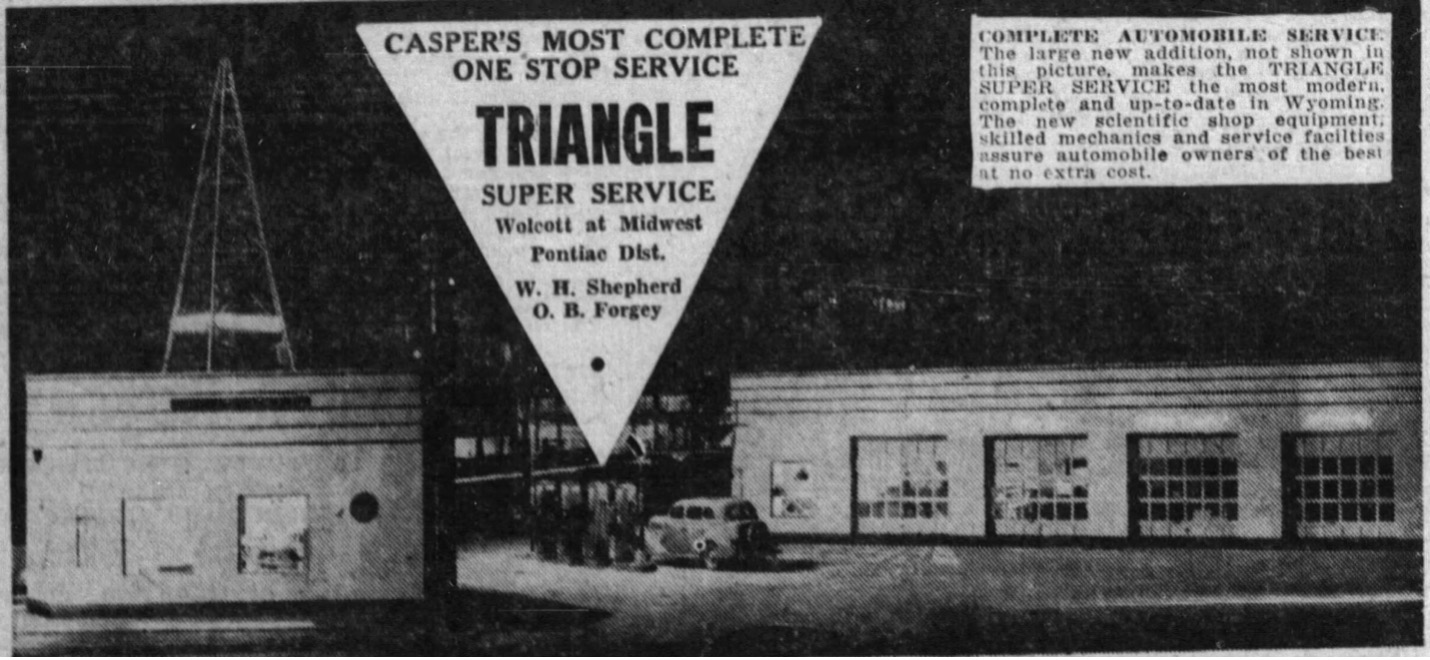 CASPER'S MOST COMPLETE
ONE STOP SERVICE
TRIANGLE
SUPER SERVICE
Wolcott at Midwest
Pontiac Dist.
W. H. Shepherd
O. B. Forgey
COMPLETE AUTOMOBILE SERVICE
The large new addition, not shown in
this picture, makes the TRIANGLE
SUPER SERVICE the most modern,
complete and up-to-date in Wyoming.
The new scientific shop equipment,
skilled mechanics and service facilties
assure automobile owners of the best
at no extra cost.